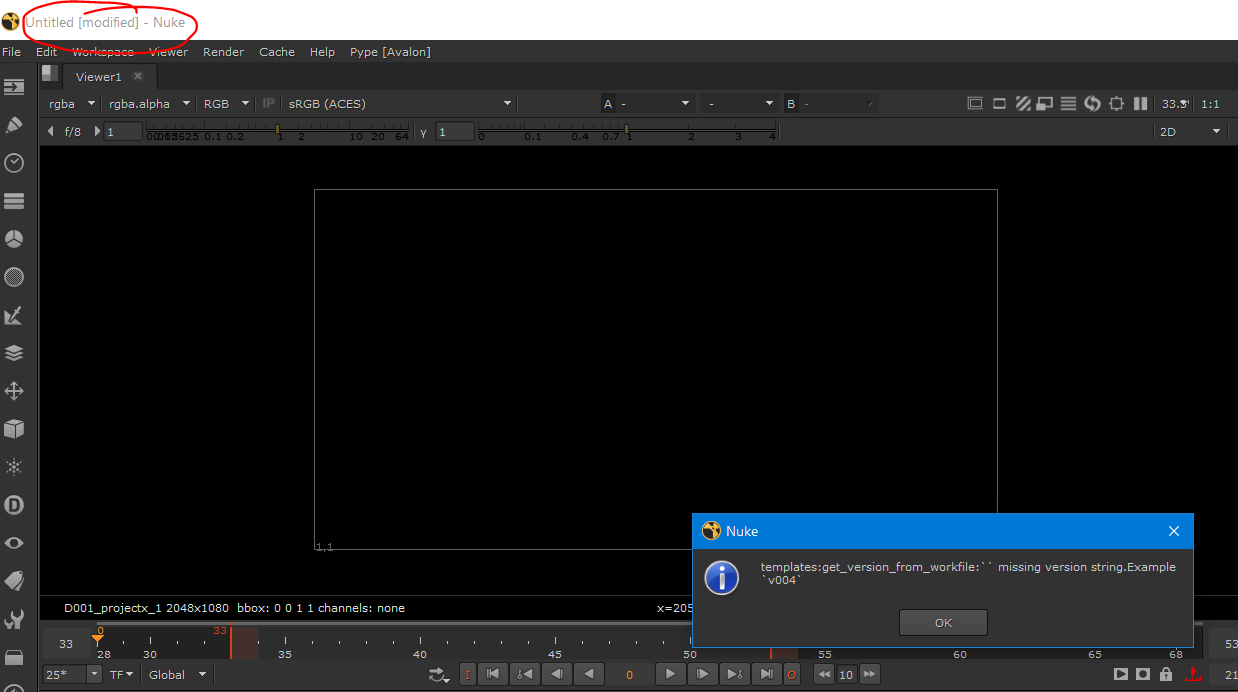 Untitled [modified] - Nuke
File Edit Workspace Viewer Render Cache Help Pype [Avalon]
Viewer1
rgba rgba.alpha RGB IP sRGB (ACES) A - - B - 33.3 1:1
f/8 1 0.1 0.2 1 2 10 20 64 γ 1 0 0.1 0.4 0.7 1 2 3 4 2D
1,1
Nuke
templates:get_version_from_workfile:`` missing version string.Example
`v004`
OK
D001_projectx_1 2048x1080 bbox: 0 0 1 1 channels: none x=205
33 0 33 53
28 30 35 40 45 50 55 60 65 68
25* TF Global I 0 O 10 21